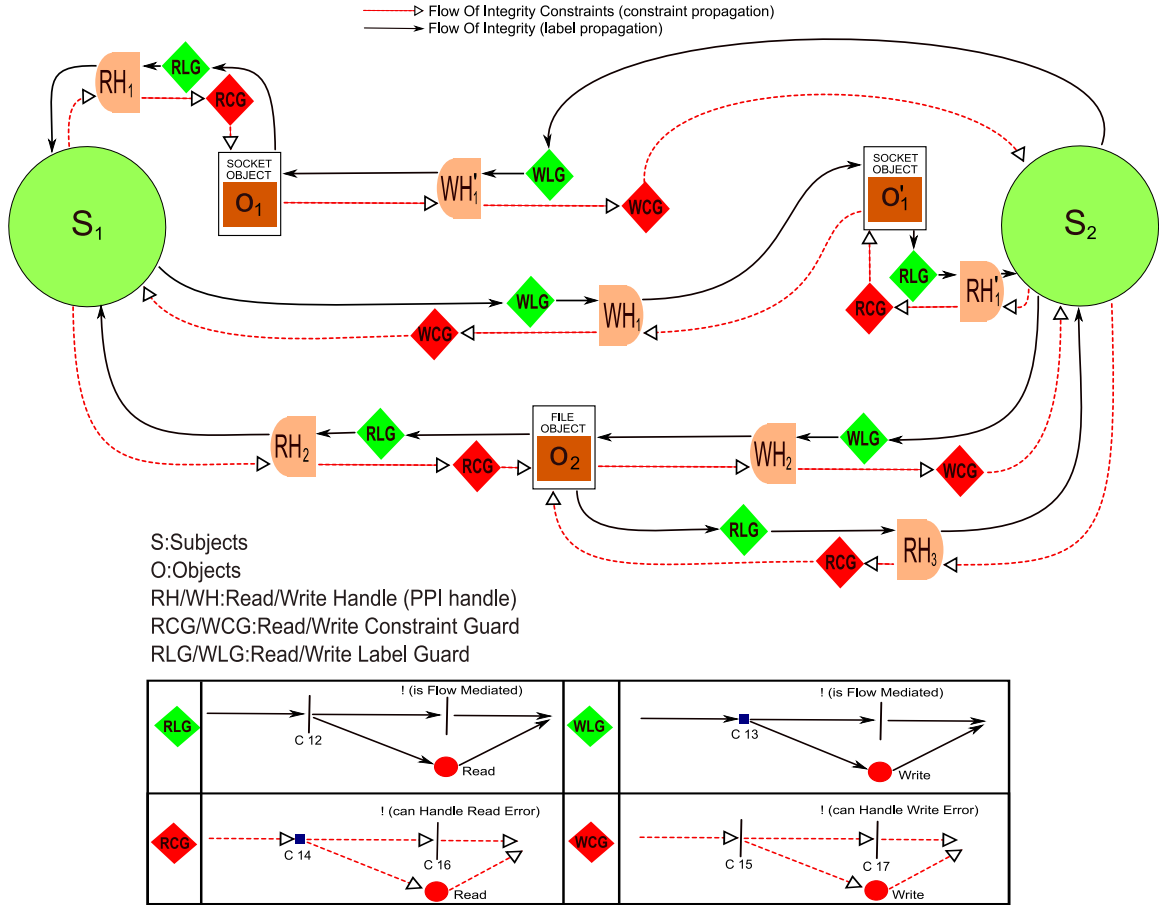 Flow Of Integrity Constraints (constraint propagation)
Flow Of Integrity (label propagation)
RH1
RLG
RCG
SOCKET
OBJECT
O1
WH'1
WLG
WCG
SOCKET
OBJECT
O'1
S1
S2
RLG
RH'1
RCG
WLG
WH1
WCG
RH2
RLG
RCG
FILE
OBJECT
O2
WH2
WLG
WCG
RLG
RH3
RCG
S:Subjects
O:Objects
RH/WH:Read/Write Handle (PPI handle)
RCG/WCG:Read/Write Constraint Guard
RLG/WLG:Read/Write Label Guard
RLG
! (is Flow Mediated)
C 12
Read
WLG
! (is Flow Mediated)
C 13
Write
RCG
! (can Handle Read Error)
C 14
C 16
Read
WCG
! (can Handle Write Error)
C 15
C 17
Write